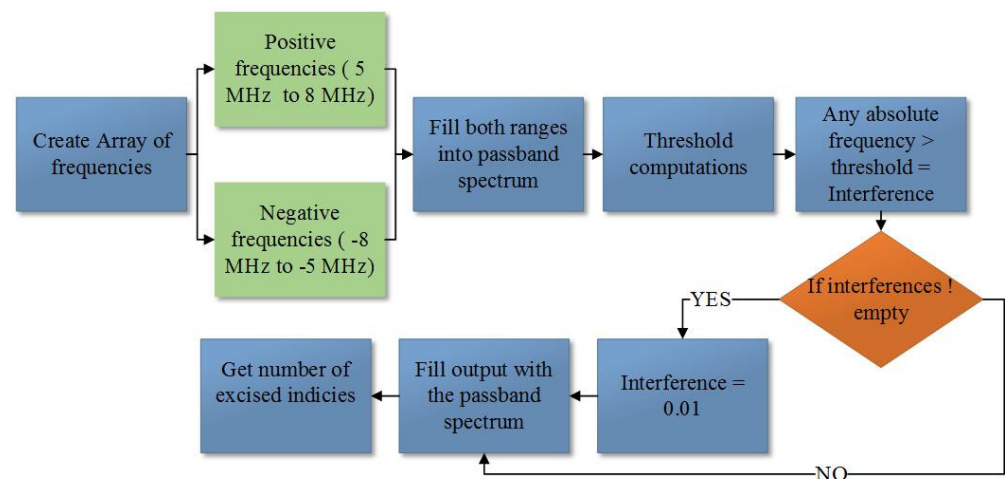 Create Array of
frequencies
Positive
frequencies ( 5
MHz to 8 MHz)
Negative
frequencies ( -8
MHz to -5 MHz)
Fill both ranges
into passband
spectrum
Threshold
computations
Any absolute
frequency >
threshold =
Interference
If interferences !
empty
YES
NO
Interference =
0.01
Fill output with
the passband
spectrum
Get number of
excised indicies